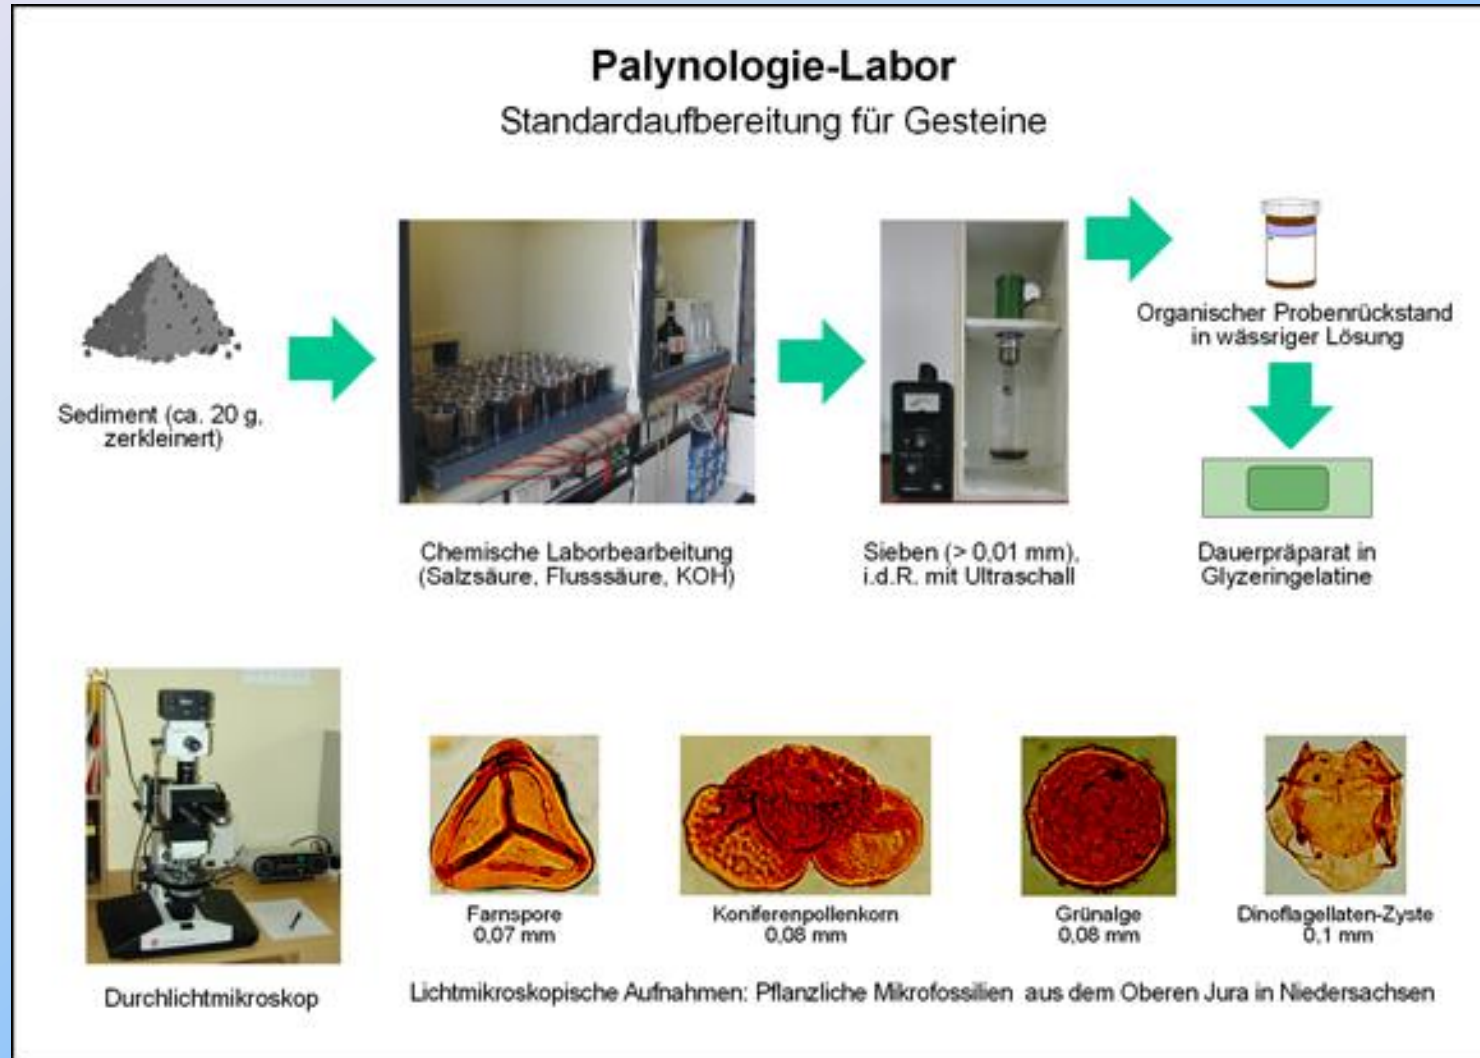 Palynologie-Labor
Standardaufbereitung für Gesteine
Sediment (ca. 20 g,
zerkleinert)
Chemische Laborbearbeitung
(Salzsäure, Flusssäure, KOH)
Sieben (> 0,01 mm),
i.d.R. mit Ultraschall
Organischer Probenrückstand
in wässriger Lösung
Dauerpräparat in
Glyzeringelatine
Durchlichtmikroskop
Farnspore
0,07 mm
Koniferenpollenkorn
0,08 mm
Grünalge
0,08 mm
Dinoflagellaten-Zyste
0,1 mm
Lichtmikroskopische Aufnahmen: Pflanzliche Mikrofossilien aus dem Oberen Jura in Niedersachsen